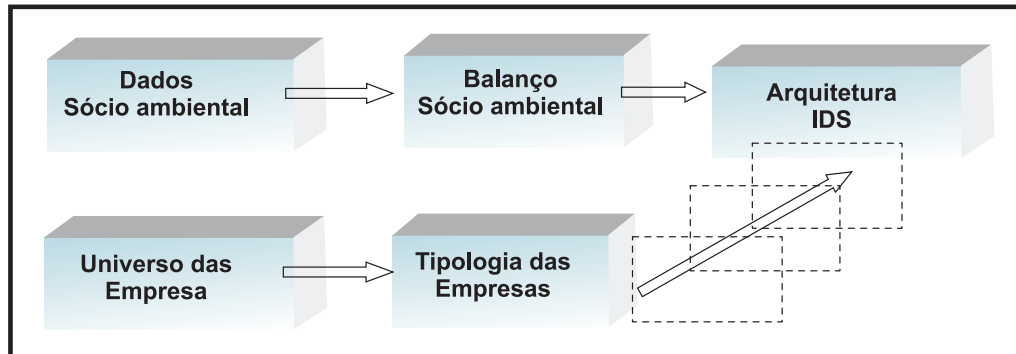 Dados
Sócio ambiental
Balanço
Sócio ambiental
Arquitetura
IDS
Universo das
Empresa
Tipologia das
Empresas